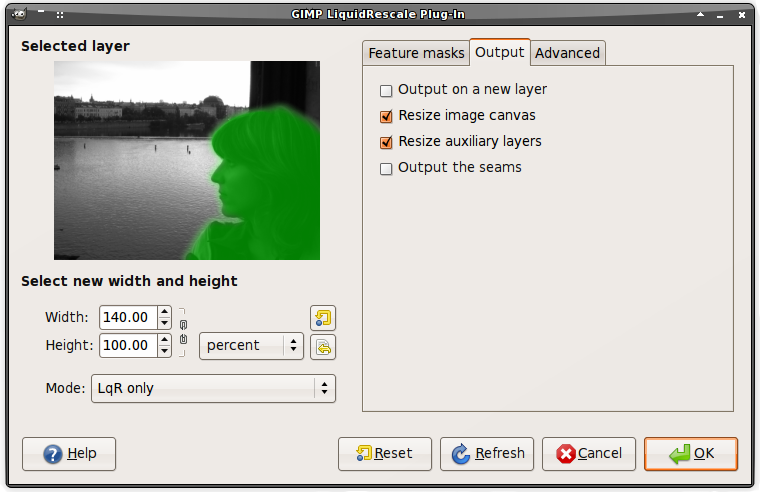 GIMP LiquidRescale Plug-In
Selected layer
Feature masks
Output
Advanced
Output on a new layer
Resize image canvas
Resize auxiliary layers
Output the seams
Select new width and height
Width: 140.00
Height: 100.00 percent
Mode: LqR only
Help
Reset
Refresh
Cancel
OK